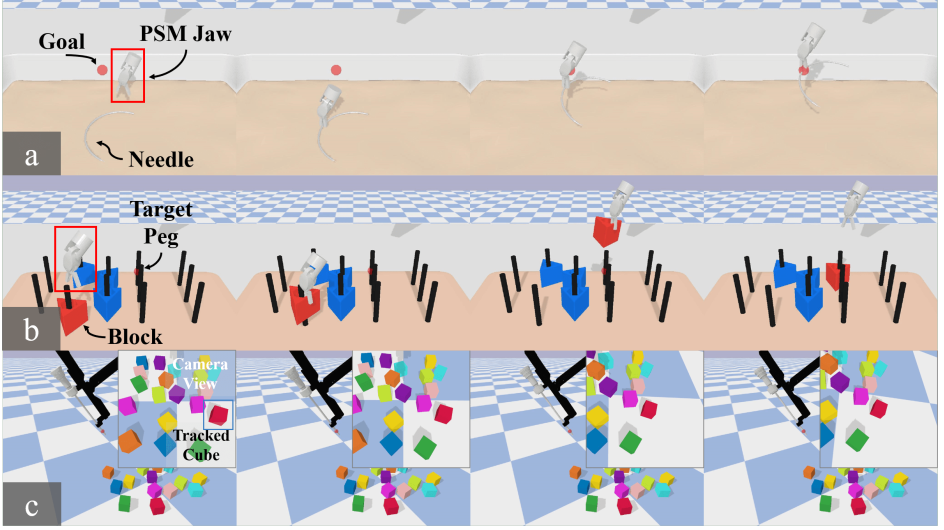 Goal
PSM Jaw
Needle
a
Target
Peg
Block
b
Camera
View
Tracked
Cube
c